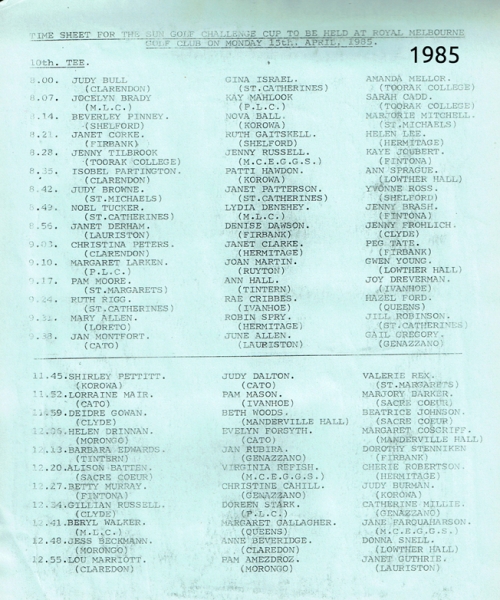 TIME SHEET FOR THE SUN GOLF CHALLENGE CUP TO BE HELD AT ROYAL MELBOURNE
GOLF CLUB ON MONDAY 15th. APRIL, 1985.
1985
10th. TEE.
8.00. JUDY BULL GINA ISRAEL. AMANDA MELLOR.
(CLARENDON) (ST.CATHERINES) (TOORAK COLLEGE)
8.07. JOCELYN BRADY KAY MAHLOOK SARAH CADD.
(M.L.C.) (P.L.C.) (TOORAK COLLEGE)
8.14. BEVERLEY PINNEY. NOVA BALL. MARJORIE MITCHELL.
(SHELFORD) (KOROWA) (ST.MICHAELS)
8.21. JANET CORKE. RUTH GAITSKELL. HELEN LEE.
(FIRBANK) (SHELFORD) (HERMITAGE)
8.28. JENNY TILBROOK JENNY RUSSELL. KAYE JOUBERT.
(TOORAK COLLEGE) (M.C.E.G.G.S.) (FINTONA)
8.35. ISOBEL PARTINGTON. PATTI HAWDON. ANN SPRAGUE.
(CLARENDON) (KOROWA) (LOWTHER HALL)
8.42. JUDY BROWNE. JANET PATTERSON. YVONNE ROSS.
(ST.MICHAELS) (ST.CATHERINES) (SHELFORD)
8.49. NOEL TUCKER. LYDIA DENEHEY. JENNY BRASH.
(ST.CATHERINES) (M.L.C.) (FINTONA)
8.56. JANET DERHAM. DENISE DAWSON. JENNY FROHLICH.
(LAURISTON) (FIRBANK) (CLYDE)
9.03. CHRISTINA PETERS. JANET CLARKE. PEG TATE.
(CLARENDON) (HERMITAGE) (FIRBANK)
9.10. MARGARET LARKEN. JOAN MARTIN. GWEN YOUNG.
(P.L.C.) (RUYTON) (LOWTHER HALL)
9.17. PAM MOORE. ANN HALL. JOY DREVERMAN.
(ST.MARGARETS) (TINTERN) (IVANHOE)
9.24. RUTH RIGG. RAE CRIBBES. HAZEL FORD.
(ST.CATHERINES) (IVANHOE) (QUEENS)
MARY ALLEN. ROBIN SPRY. JILL ROBINSON.
(LORETO) (HERMITAGE) (ST.CATHERINES)
JAN MONTFORT. JUNE ALLEN. GAIL GREGORY.
(CATO) (LAURISTON) (GENAZZANO)
11.45.SHIRLEY PETTITT. JUDY DALTON. VALERIE REX.
(KOROWA) (CATO) (ST.MARGARETS)
11.52.LORRAINE MAIR. PAM MASON. MARJORY BARKER.
(CATO) (IVANHOE) (SACRE COEUR)
11.59.DEIDRE GOWAN. BETH WOODS. BEATRICE JOHNSON.
(CLYDE) (MANDERVILLE HALL) (SACRE COEUR)
HELEN DRINNAN. EVELYN FORSYTH. MARGARET COSGRIFF.
(MORONGO) (CATO) (MANDERVILLE HALL)
12.13.BARBARA EDWARDS. JAN RUBIRA. DOROTHY STENNIKEN
(TINTERN) (GENAZZANO) (FIRBANK)
12.20.ALISON BATTEN. VIRGINIA REFISH. CHERIE ROBERTSON.
(SACRE COEUR) (M.C.E.G.G.S.) (HERMITAGE)
12.27.BETTY MURRAY. CHRISTINE CAHILL. JUDY BURMAN.
(FINTONA) (GENAZZANO) (KOROWA)
12.34.GILLIAN RUSSELL. DOREEN STARK. CATHERINE MILLIE.
(CLYDE) (P.L.C.) (GENAZZANO)
12.41.BERYL WALKER. MARGARET GALLAGHER. JANE FARQUAHARSON.
(M.L.C.) (QUEENS) (M.C.E.G.G.S.)
12.48.JESS BECKMANN. ANNE BEVERIDGE. DONNA SNELL.
(MORONGO) (CLAREDON) (LOWTHER HALL)
12.55.LOU MARRIOTT. PAM AMEZDROZ. JANET GUTHRIE.
(CLAREDON) (MORONGO) (LAURISTON)